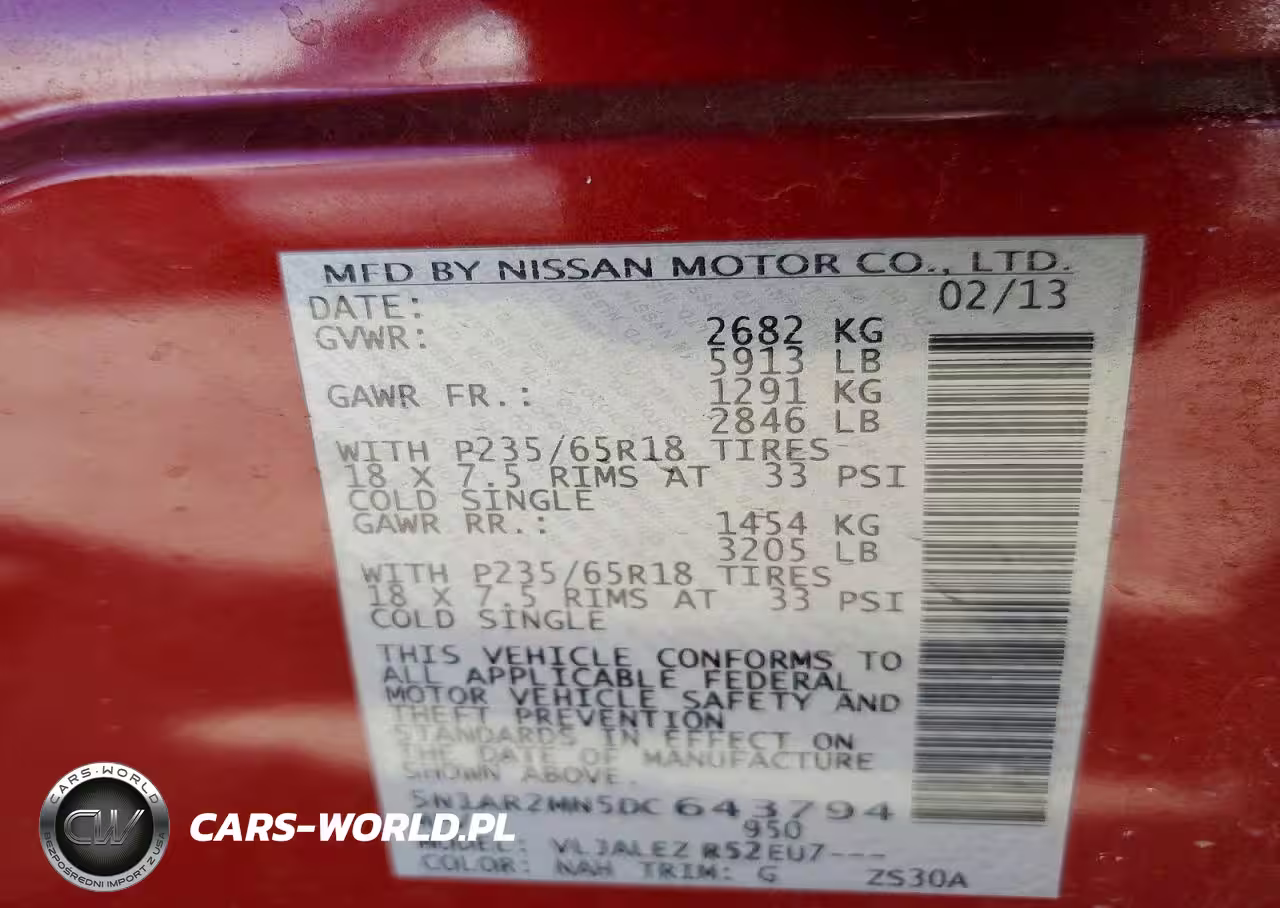 MFD BY NISSAN MOTOR CO., LTD.
DATE: 02/13
GVWR: 2682 KG
5913 LB
GAWR FR.: 1291 KG
2846 LB
WITH P235/65R18 TIRES
18 X 7.5 RIMS AT 33 PSI
COLD SINGLE
GAWR RR.: 1454 KG
3205 LB
WITH P235/65R18 TIRES
18 X 7.5 RIMS AT 33 PSI
COLD SINGLE
THIS VEHICLE CONFORMS TO
ALL APPLICABLE FEDERAL
MOTOR VEHICLE SAFETY AND
THEFT PREVENTION
STANDARDS IN EFFECT ON
THE DATE OF MANUFACTURE
SHOWN ABOVE.
5N1AR2MN5DC643794
950
MODEL: VLJALEZ R52EU7---
COLOR: NAH TRIM: G ZS30A
CARS-WORLD
CW
BEZPOŚREDNI IMPORT Z USA
CARS-WORLD.PL